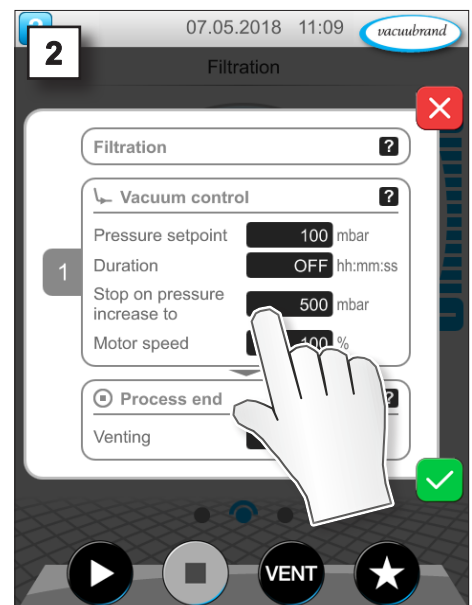 07.05.2018 11:09 vacuubrand
2
Filtration
Filtration ?
Vacuum control ?
1
Pressure setpoint 100 mbar
Duration OFF hh:mm:ss
Stop on pressure
increase to 500 mbar
Motor speed 100 %
Process end ?
Venting
VENT